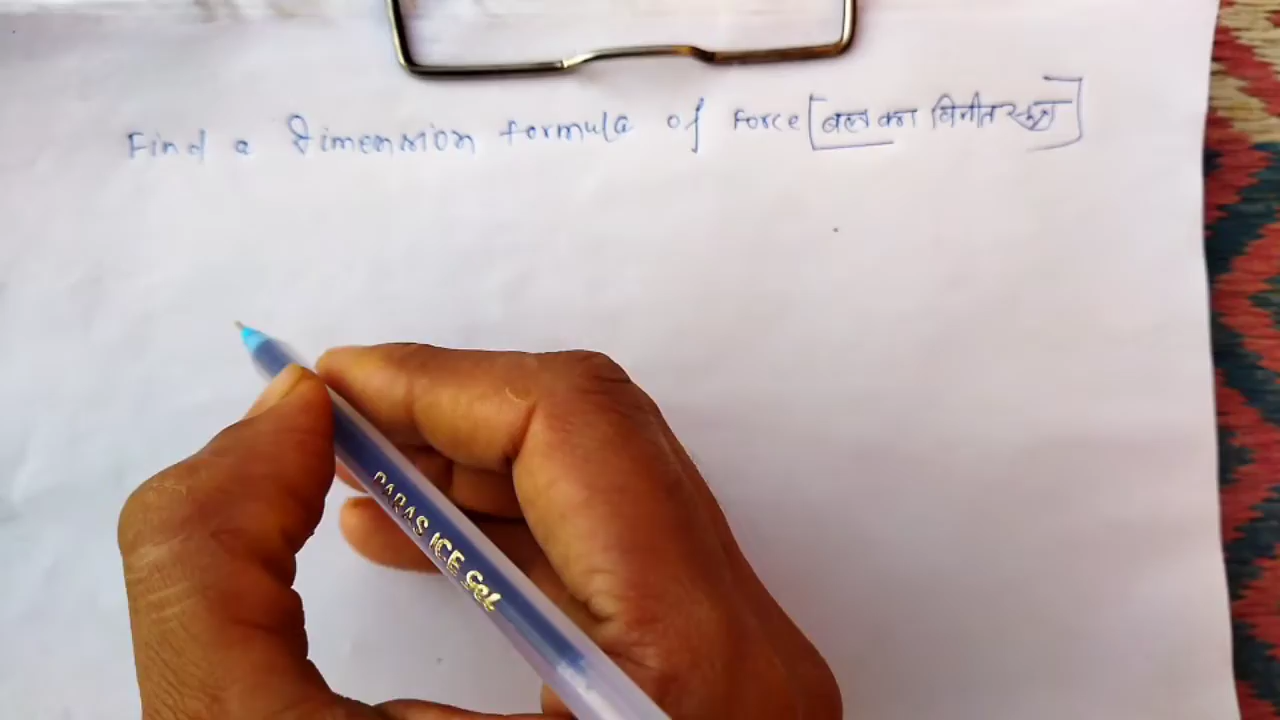 Find a dimension formula of Force [बल का विमीत सूत्र]
PARAS ICE Gel